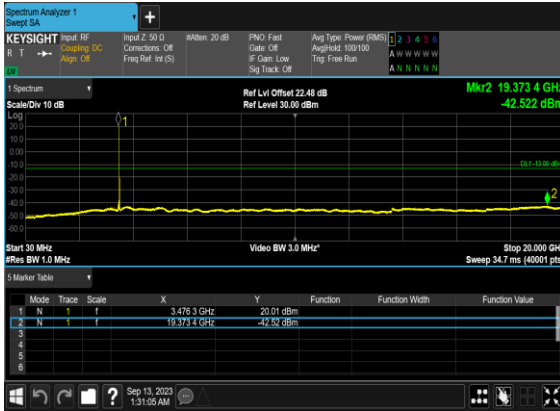 Spectrum Analyzer 1
Swept SA
+
KEYSIGHT Input: RF Input Z: 50 Ω #Atten: 20 dB PNO: Fast Avg Type: Power (RMS) 1 2 3 4 5 6
R T Coupling: DC Corrections: Off Gate: Off Avg|Hold: 100/100 A W W W W W
Align: Off Freq Ref: Int (S) IF Gain: Low Trig: Free Run
LW Sig Track: Off A N N N N N
1 Spectrum Ref Lvl Offset 22.48 dB Mkr2 19.373 4 GHz
Scale/Div 10 dB Ref Level 30.00 dBm -42.522 dBm
Log
20.0
10.0
0.00
-10.0
-20.0
-30.0
-40.0
-50.0
-60.0
1
DL1 -13.00 dBm
2
Start 30 MHz Video BW 3.0 MHz* Stop 20.000 GH
#Res BW 1.0 MHz Sweep 34.7 ms (40001 pts
5 Marker Table
Mode Trace Scale X Y Function Function Width Function Value
1 N 1 f 3.476 3 GHz 20.01 dBm
2 N 1 f 19.373 4 GHz -42.52 dBm
3
4
5
6
? Sep 13, 2023
1:31:05 AM